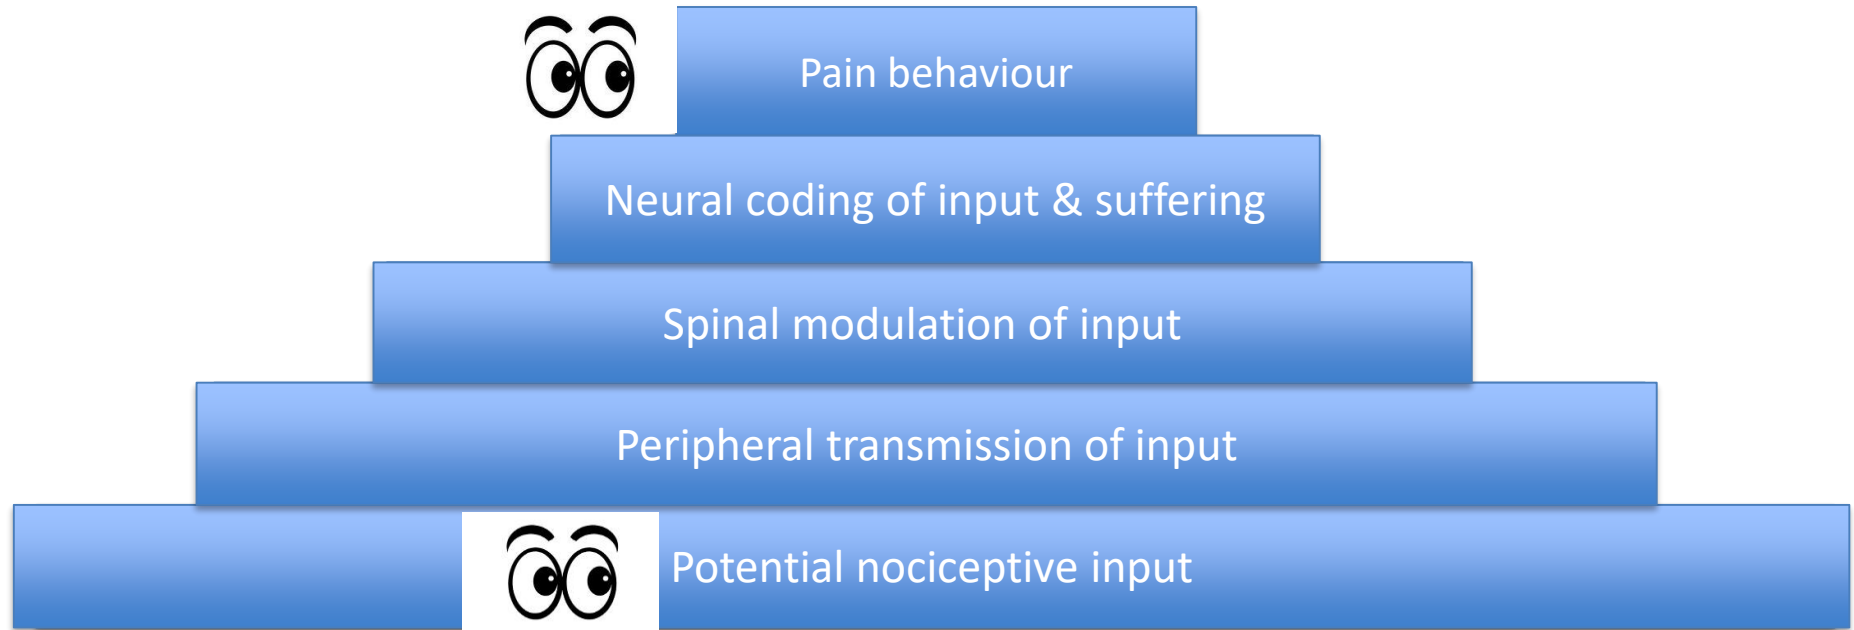 Pain behaviour
Neural coding of input & suffering
Spinal modulation of input
Peripheral transmission of input
Potential nociceptive input